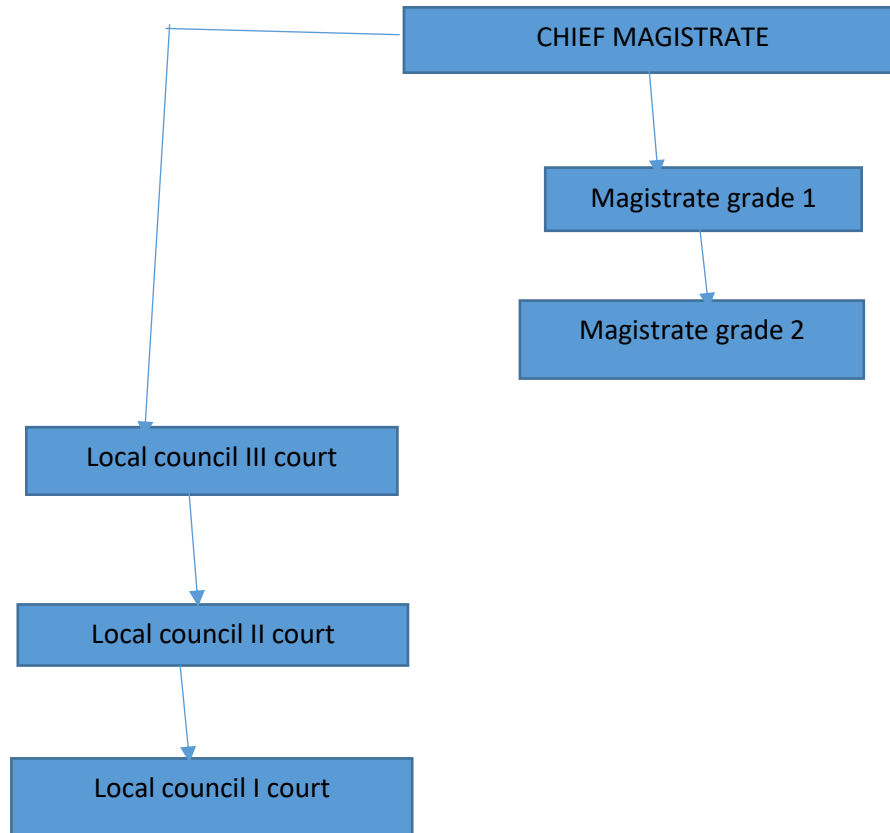 CHIEF MAGISTRATE
Magistrate grade 1
Magistrate grade 2
Local council III court
Local council II court
Local council I court